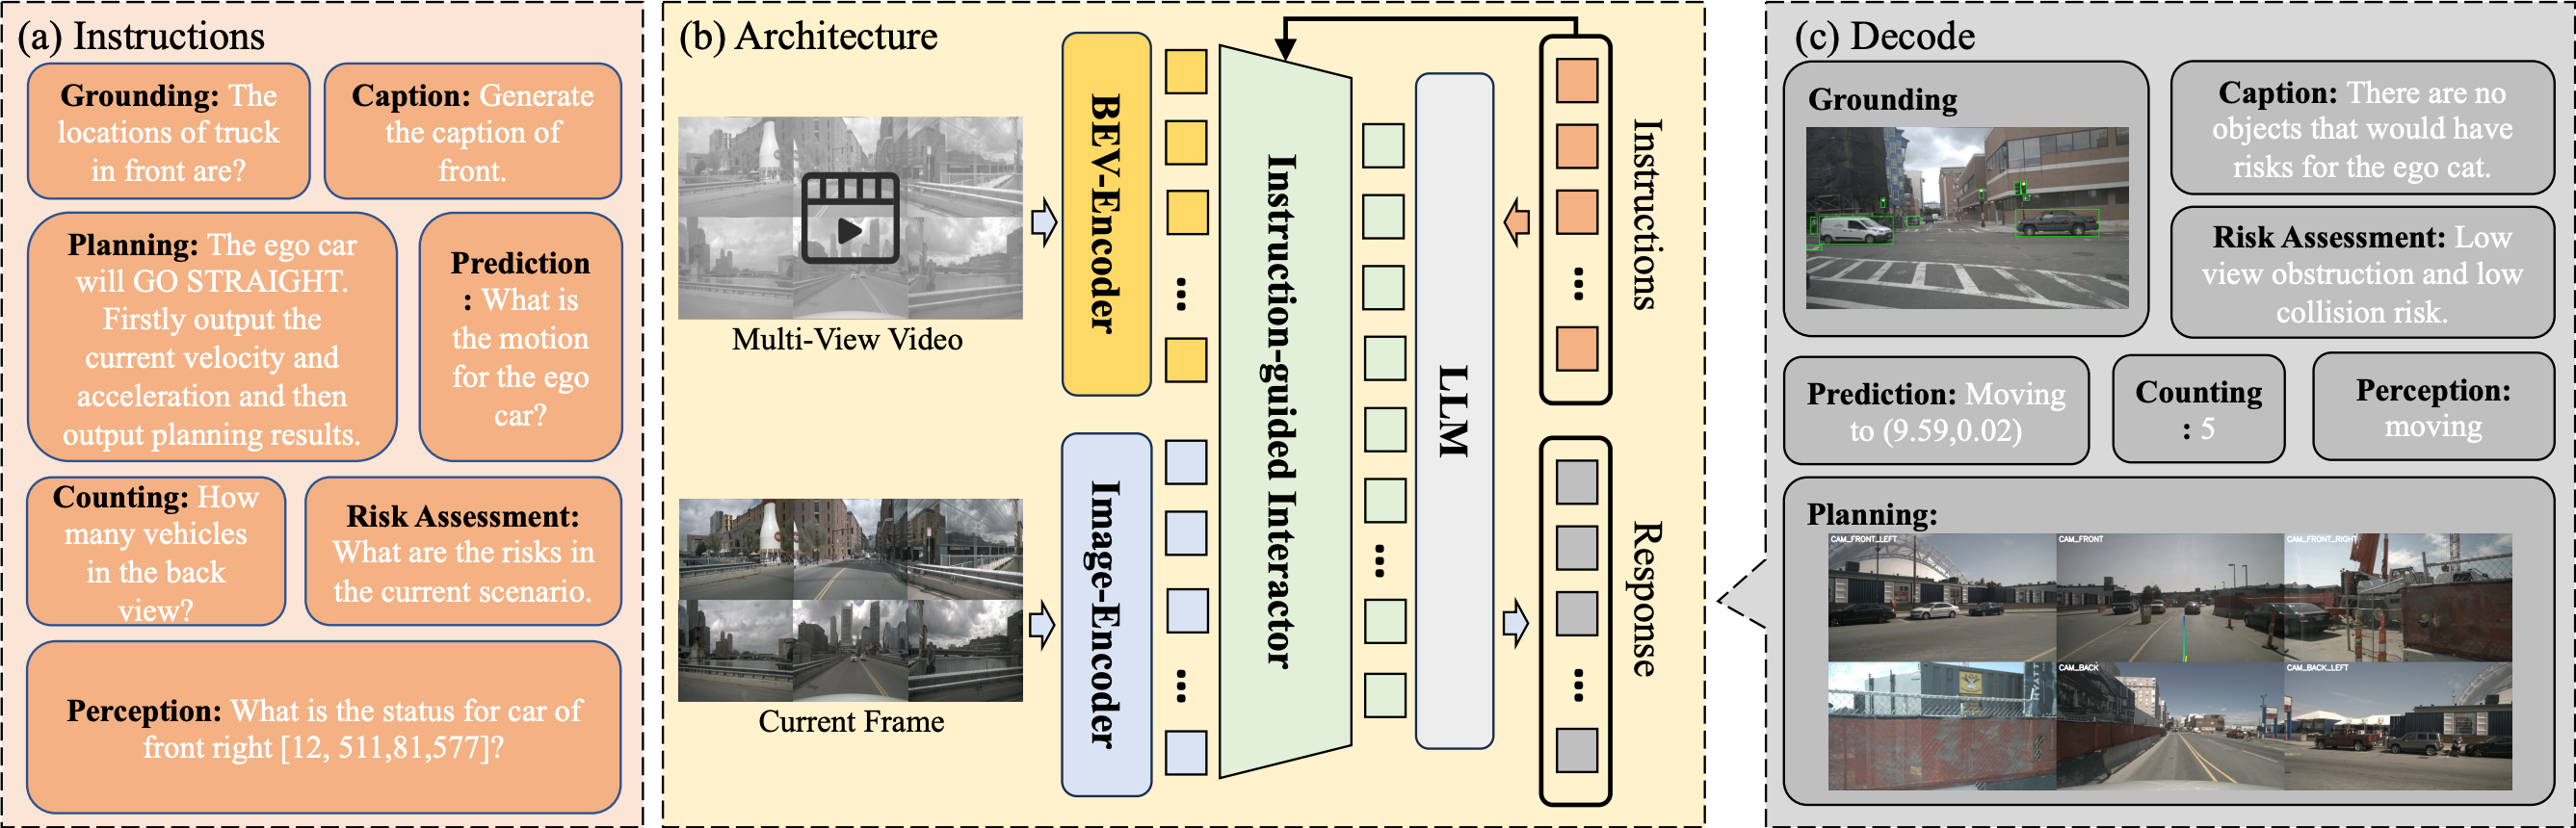 (a) Instructions
Grounding: The
locations of truck
in front are?
Caption: Generate
the caption of
front.
Planning: The ego car
will GO STRAIGHT.
Firstly output the
current velocity and
acceleration and then
output planning results.
Prediction
: What is
the motion
for the ego
car?
Counting: How
many vehicles
in the back
view?
Risk Assessment:
What are the risks in
the current scenario.
Perception: What is the status for car of
front right [12, 511,81,577]?
(b) Architecture
Multi-View Video
Current Frame
BEV-Encoder
Image-Encoder
Instruction-guided Interactor
LLM
Instructions
Response
(c) Decode
Grounding
Caption: There are no
objects that would have
risks for the ego cat.
Risk Assessment: Low
view obstruction and low
collision risk.
Prediction: Moving
to (9.59,0.02)
Counting
: 5
Perception:
moving
Planning:
CAM_FRONT_LEFT
CAM_FRONT
CAM_FRONT_RIGHT
CAM_BACK
CAM_BACK_LEFT